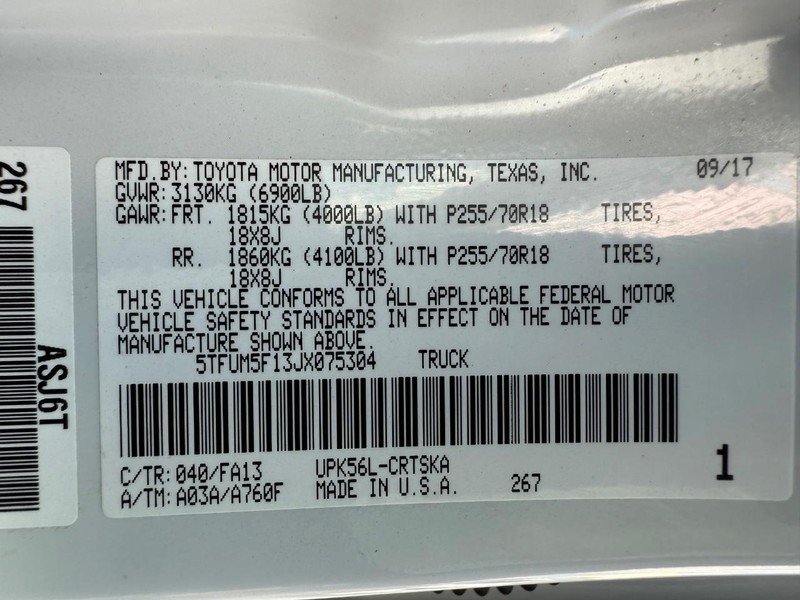 267
ASJ6T
MFD.BY: TOYOTA MOTOR MANUFACTURING, TEXAS, INC. 09/17
GVWR: 3130KG (6900LB)
GAWR: FRT. 1815KG (4000LB) WITH P255/70R18 TIRES,
18X8J RIMS.
RR. 1860KG (4100LB) WITH P255/70R18 TIRES,
18X8J RIMS.
THIS VEHICLE CONFORMS TO ALL APPLICABLE FEDERAL MOTOR
VEHICLE SAFETY STANDARDS IN EFFECT ON THE DATE OF
MANUFACTURE SHOWN ABOVE.
5TFUM5F13JX075304 TRUCK
C/TR: 040/FA13 UPK56L-CRTSKA
A/TM: A03A/A760F MADE IN U.S.A. 267
1